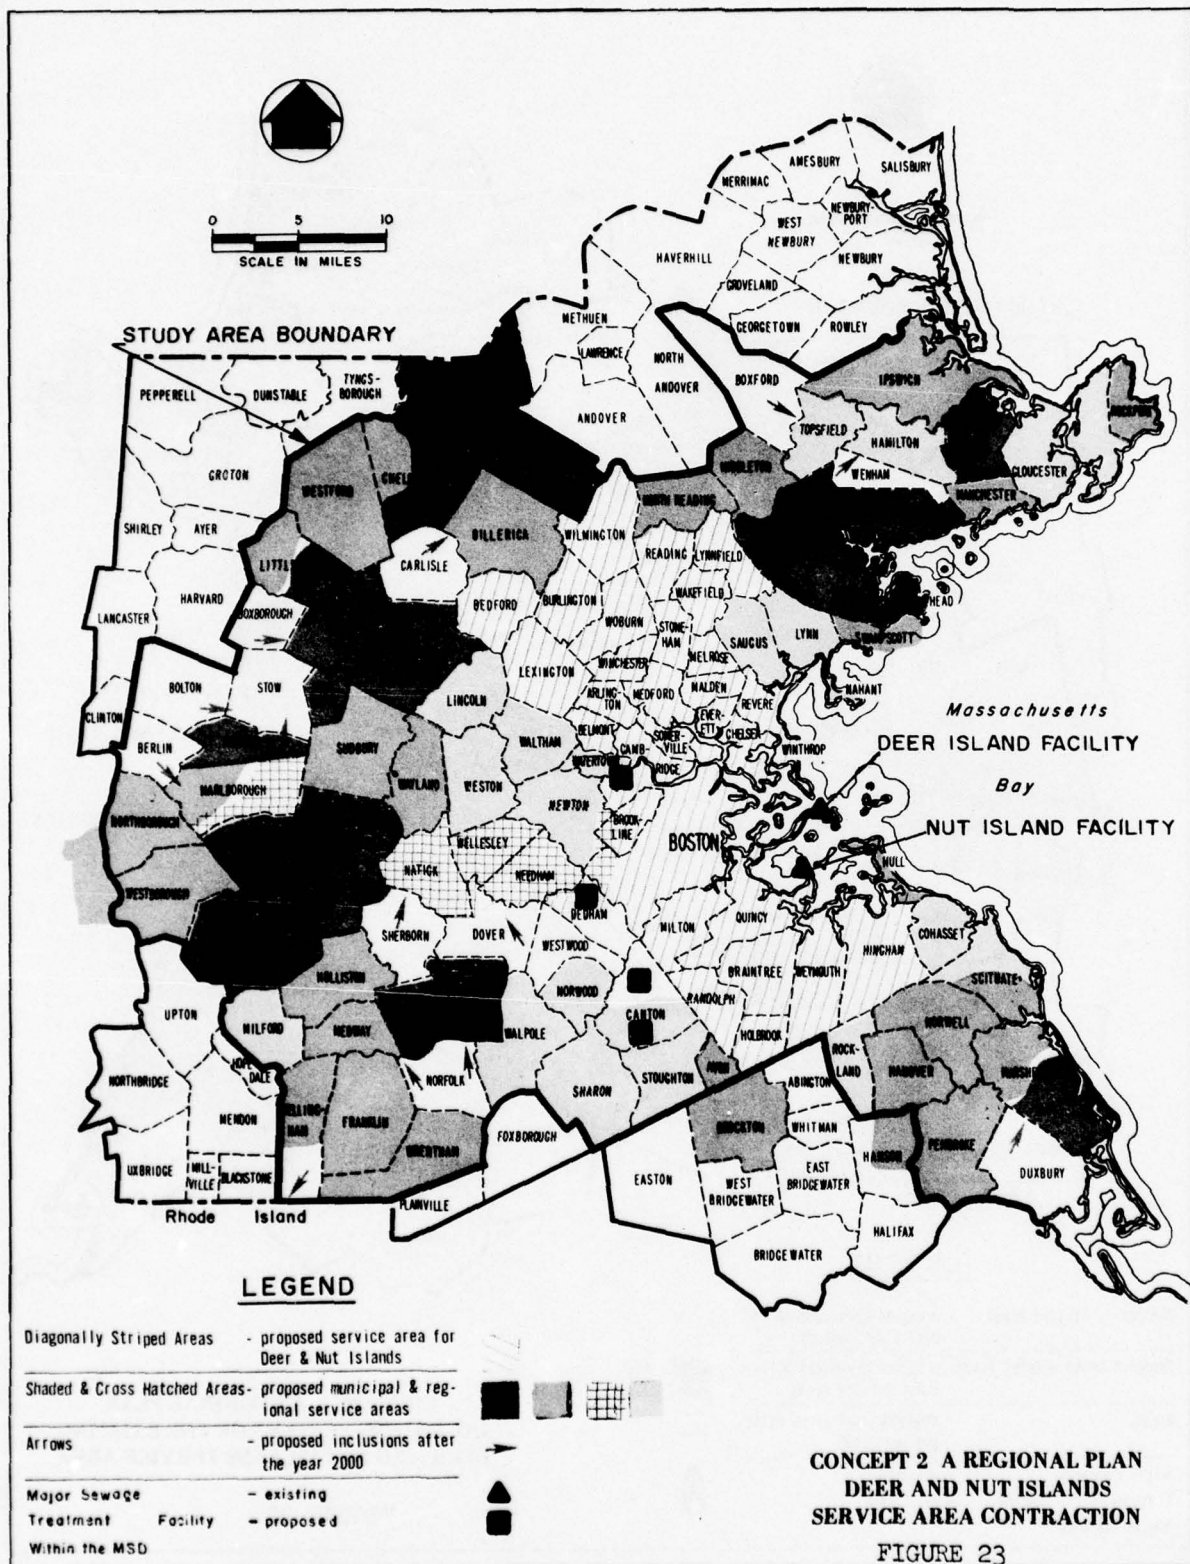 0 5 10
SCALE IN MILES
STUDY AREA BOUNDARY
AMESBURY
SALISBURY
MERRIMAC
NEWBURY-
PORT
WEST
NEWBURY
HAVERHILL
NEWBURY
GROVELAND
METHUEN
GEORGETOWN
ROWLEY
LAWRENCE
NORTH
ANDOVER
BOXFORD
IPSWICH
TYNGS-
BOROUGH
PEPPERELL
DUNSTABLE
ANDOVER
TOPSFIELD
HAMILTON
ROCKPORT
GROTON
WENHAM
GLOUCESTER
MIDDLETON
WESTFORD
CHELM
NORTH READING
MANCHESTER
SHIRLEY
AYER
BILLERICA
WILMINGTON
READING
LYNNFIELD
LITTL
CARLISLE
HARVARD
BEDFORD
BURLINGTON
WAKEFIELD
HEAD
LANCASTER
BOXBOROUGH
WOBURN
STONE-
HAM
SAUGUS
LYNN
SWAMPSCOTT
MELROSE
WINCHESTER
LEXINGTON
BOLTON
STOW
LINCOLN
ARLING-
TON
MEDFORD
MALDEN
REVERE
NAHANT
CLINTON
EVER-
ETT
CHELSEA
Massachusetts
BERLIN
SUDBURY
WALTHAM
BELMONT
SOMER-
VILLE
WINTHROP
DEER ISLAND FACILITY
WATERTOWN
CAMB-
RIDGE
MARLBOROUGH
WAYLAND
WESTON
Bay
NEWTON
BROOK-
LINE
NORTHBOROUGH
BOSTON
NUT ISLAND FACILITY
WELLESLEY
HULL
NATICK
NEEDHAM
WESTBOROUGH
DEDHAM
QUINCY
MILTON
SHERBORN
DOVER
WESTWOOD
COHASSET
HINGHAM
HOLLISTON
BRAINTREE
WEYMOUTH
SCITUATE
NORWOOD
RANDOLPH
UPTON
CANTON
MILFORD
MEDWAY
WALPOLE
NORWELL
HOLBROOK
ROCK-
LAND
HOPE-
DALE
HANOVER
MARSH
NORTHBRIDGE
NORFOLK
STOUGHTON
AVON
ABINGTON
SHARON
MENDON
BELLING-
HAM
FRANKLIN
WHITMAN
FOXBOROUGH
BROCKTON
WRENTHAM
HANSON
PEMBROKE
UXBRIDGE
MILL-
VILLE
BLACKSTONE
EASTON
EAST
BRIDGEWATER
DUXBURY
WEST
BRIDGEWATER
PLAINVILLE
Rhode Island
HALIFAX
BRIDGEWATER
LEGEND
Diagonally Striped Areas - proposed service area for
Deer & Nut Islands
Shaded & Cross Hatched Areas- proposed municipal & reg-
ional service areas
Arrows - proposed inclusions after
the year 2000
Major Sewage - existing
Treatment Facility - proposed
Within the MSD
CONCEPT 2 A REGIONAL PLAN
DEER AND NUT ISLANDS
SERVICE AREA CONTRACTION
FIGURE 23